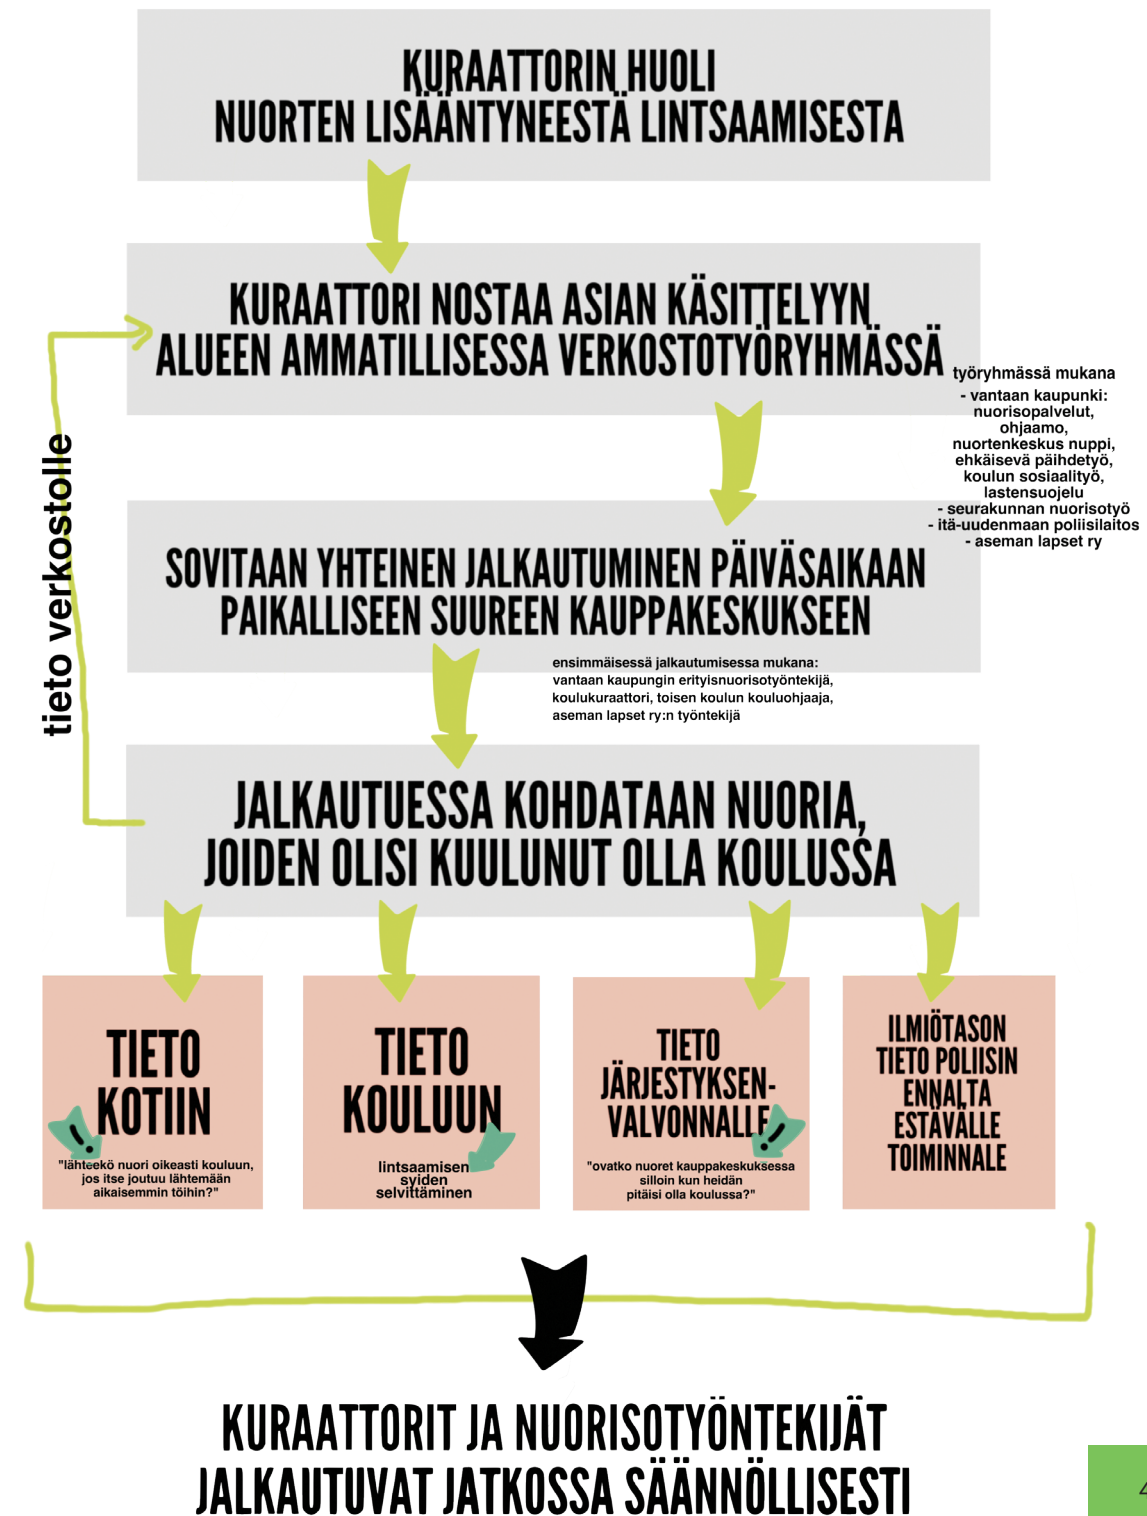 KURAATTORIN HUOLI
NUORTEN LISÄÄNTYNEESTÄ LINTSAAMISESTA
KURAATTORI NOSTAA ASIAN KÄSITTELYYN
ALUEEN AMMATILLISESSA VERKOSTOTYÖRYHMÄSSÄ
työryhmässä mukana
- vantaan kaupunki:
nuorisopalvelut,
ohjaamo,
nuortenkeskus nuppi,
ehkäisevä päihdetyö,
koulun sosiaalityö,
lastensuojelu
- seurakunnan nuorisotyö
- itä-uudenmaan poliisilaitos
- aseman lapset ry
tieto verkostolle
SOVITAAN YHTEINEN JALKAUTUMINEN PÄIVÄSAIKAAN
PAIKALLISEEN SUUREEN KAUPPAKESKUKSEEN
ensimmäisessä jalkautumisessa mukana:
vantaan kaupungin erityisnuorisotyöntekijä,
koulukuraattori, toisen koulun kouluohjaaja,
aseman lapset ry:n työntekijä
JALKAUTUESSA KOHDATAAN NUORIA,
JOIDEN OLISI KUULUNUT OLLA KOULUSSA
TIETO
KOTIIN
!
"lähteekö nuori oikeasti kouluun,
jos itse joutuu lähtemään
aikaisemmin töihin?"
TIETO
KOULUUN
lintsaamisen
syiden
selvittäminen
TIETO
JÄRJESTYKSEN-
VALVONNALLE
!
"ovatko nuoret kauppakeskuksessa
silloin kun heidän
pitäisi olla koulussa?"
ILMIÖTASON
TIETO POLIISIN
ENNALTA
ESTÄVÄLLE
TOIMINNALE
KURAATTORIT JA NUORISOTYÖNTEKIJÄT
JALKAUTUVAT JATKOSSA SÄÄNNÖLLISESTI